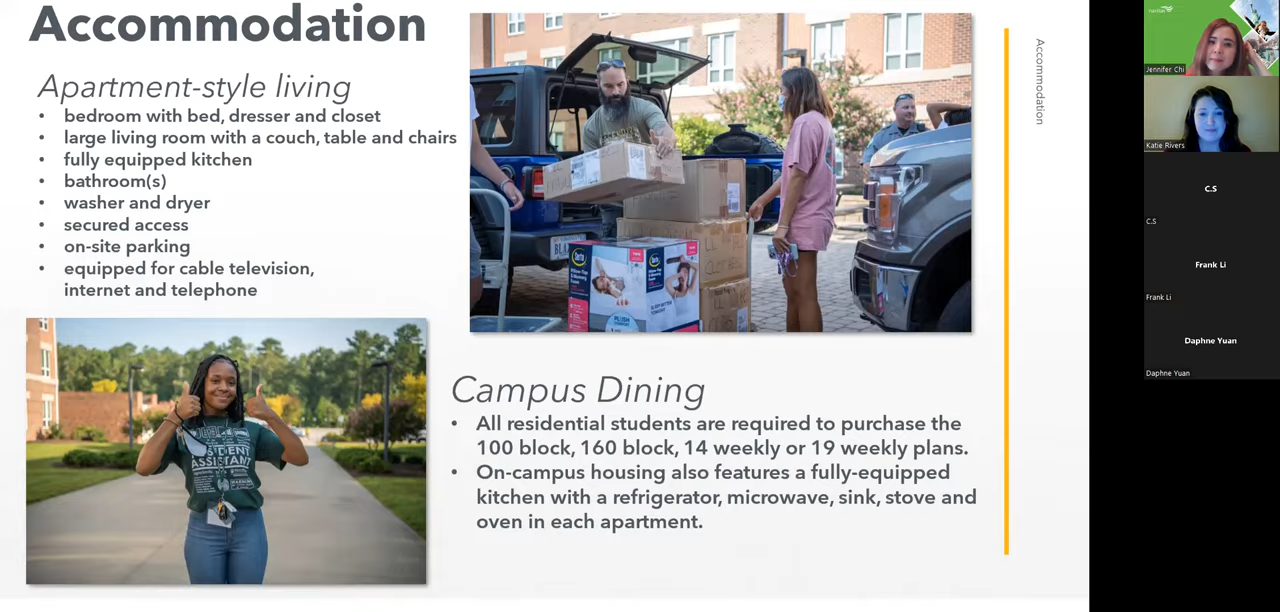 Accommodation
Apartment-style living
• bedroom with bed, dresser and closet
• large living room with a couch, table and chairs
• fully equipped kitchen
• bathroom(s)
• washer and dryer
• secured access
• on-site parking
• equipped for cable television,
internet and telephone
Campus Dining
• All residential students are required to purchase the
100 block, 160 block, 14 weekly or 19 weekly plans.
• On-campus housing also features a fully-equipped
kitchen with a refrigerator, microwave, sink, stove and
oven in each apartment.
Accommodation
Jennifer Chi
Katie Rivers
C.S
C.S
Frank Li
Frank Li
Daphne Yuan
Daphne Yuan